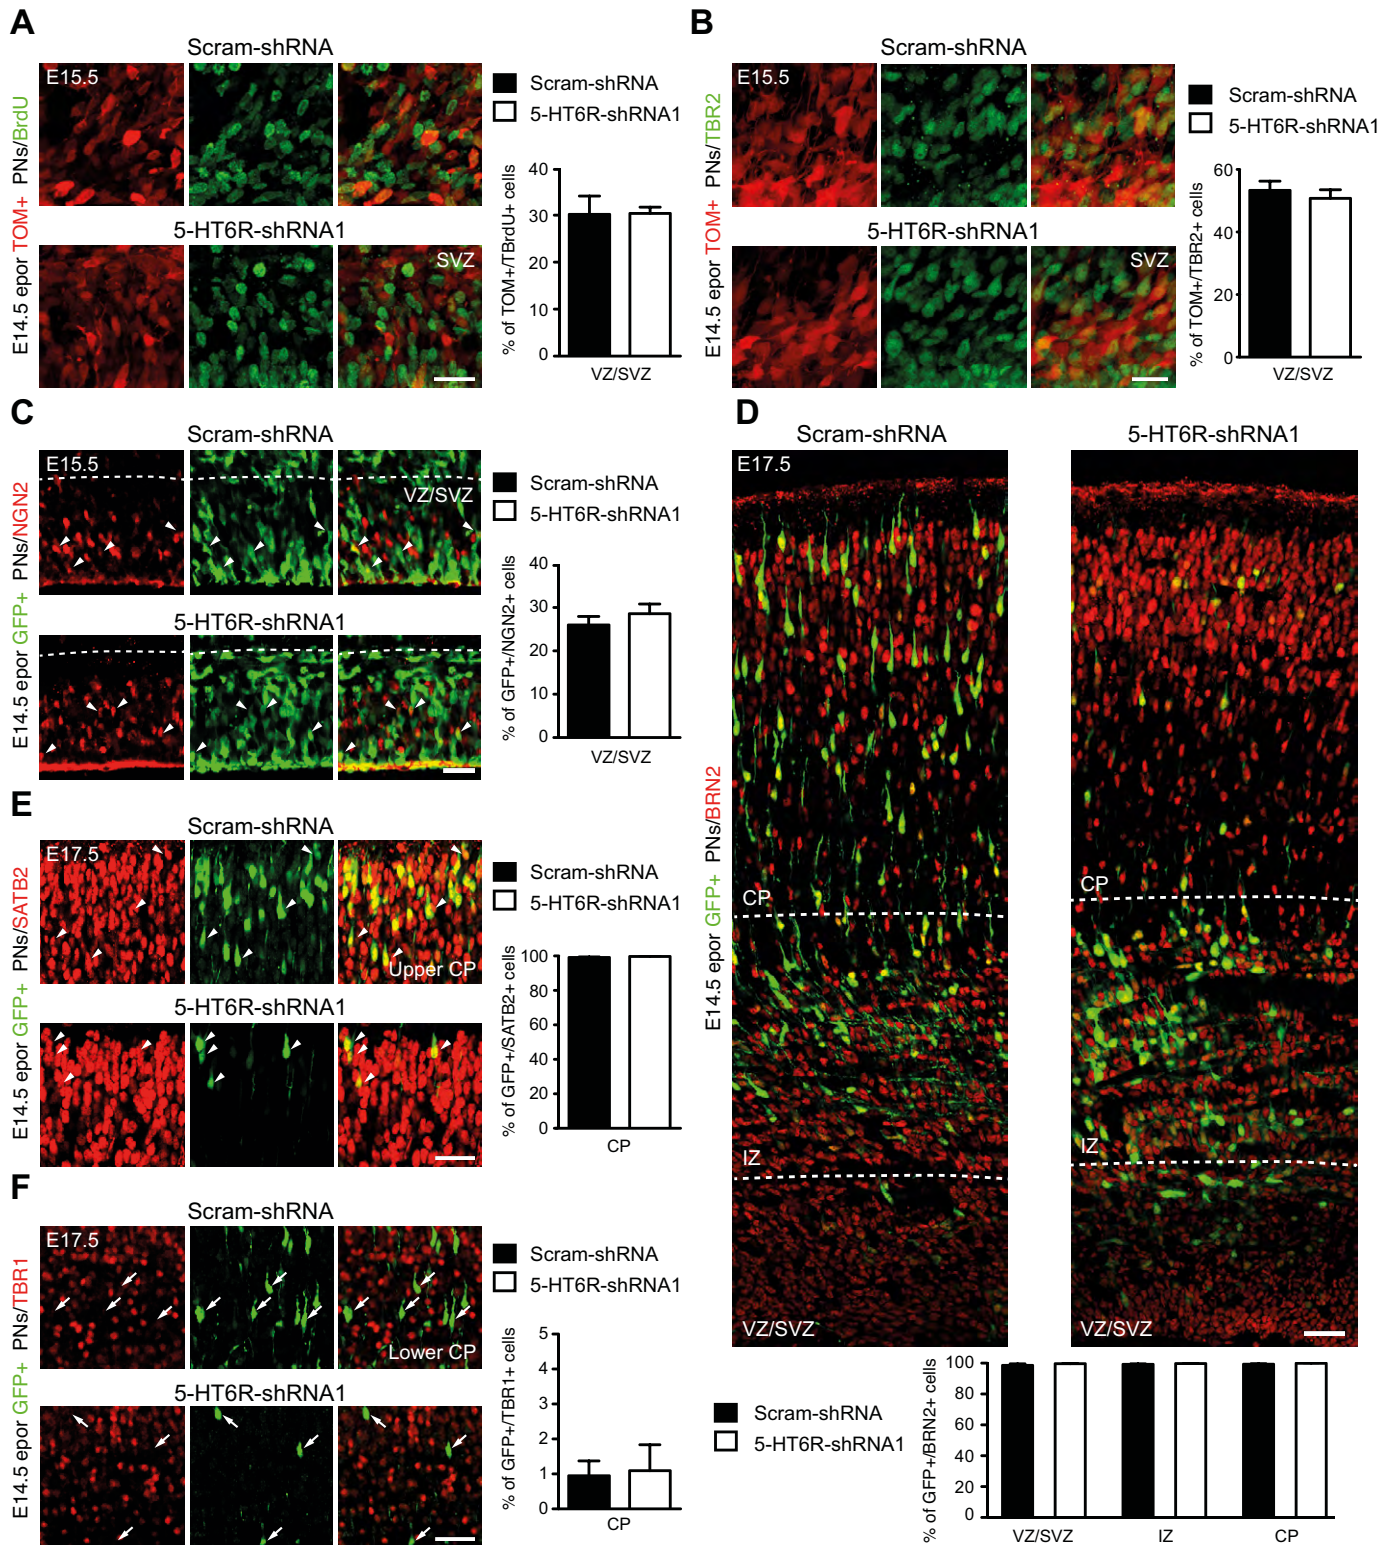 A
Scram-shRNA
E15.5
5-HT6R-shRNA1
SVZ
E14.5 epor TOM+ PNs/BrdU
Scram-shRNA
5-HT6R-shRNA1
% of TOM+/TBrdU+ cells
40
30
20
10
0
VZ/SVZ
B
Scram-shRNA
E15.5
5-HT6R-shRNA1
SVZ
E14.5 epor TOM+ PNs/TBR2
Scram-shRNA
5-HT6R-shRNA1
% of TOM+/TBR2+ cells
60
40
20
0
VZ/SVZ
C
Scram-shRNA
E15.5
VZ/SVZ
5-HT6R-shRNA1
E14.5 epor GFP+ PNs/NGN2
Scram-shRNA
5-HT6R-shRNA1
% of GFP+/NGN2+ cells
40
30
20
10
0
VZ/SVZ
D
Scram-shRNA
5-HT6R-shRNA1
E17.5
E14.5 epor GFP+ PNs/BRN2
CP
IZ
VZ/SVZ
CP
IZ
VZ/SVZ
Scram-shRNA
5-HT6R-shRNA1
% of GFP+/BRN2+ cells
100
80
60
40
20
0
VZ/SVZ
IZ
CP
E
Scram-shRNA
E17.5
Upper CP
5-HT6R-shRNA1
E14.5 epor GFP+ PNs/SATB2
Scram-shRNA
5-HT6R-shRNA1
% of GFP+/SATB2+ cells
100
80
60
40
20
0
CP
F
Scram-shRNA
E17.5
Lower CP
5-HT6R-shRNA1
E14.5 epor GFP+ PNs/TBR1
Scram-shRNA
5-HT6R-shRNA1
% of GFP+/TBR1+ cells
5
4
3
2
1
0
CP